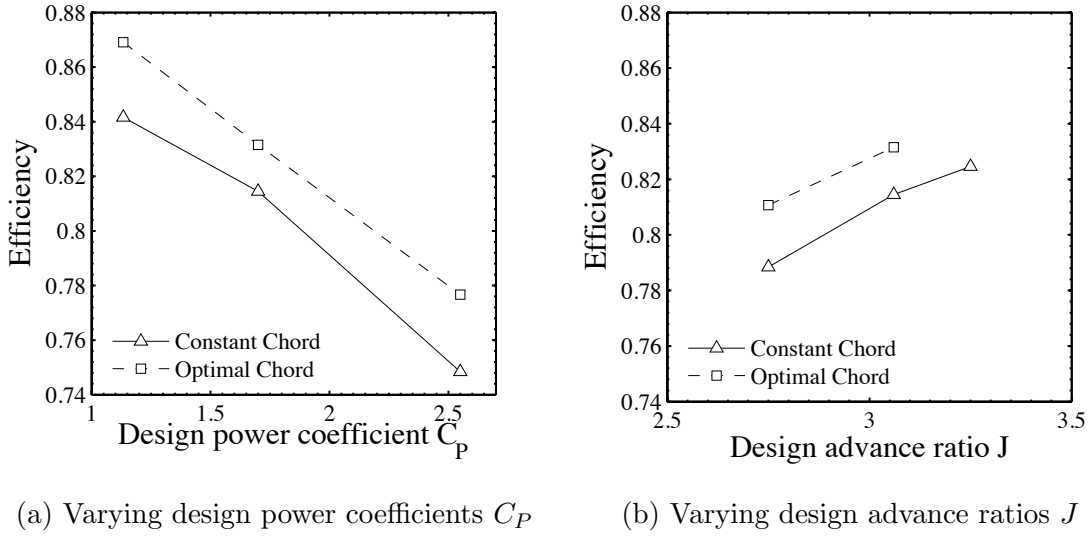 0.88
0.86
0.84
0.82
0.8
0.78
0.76
0.74
Efficiency
Constant Chord
Optimal Chord
1
1.5
2
2.5
Design power coefficient C_P
(a) Varying design power coefficients C_P
0.88
0.86
0.84
0.82
0.8
0.78
0.76
0.74
Efficiency
Constant Chord
Optimal Chord
2.5
3
3.5
Design advance ratio J
(b) Varying design advance ratios J